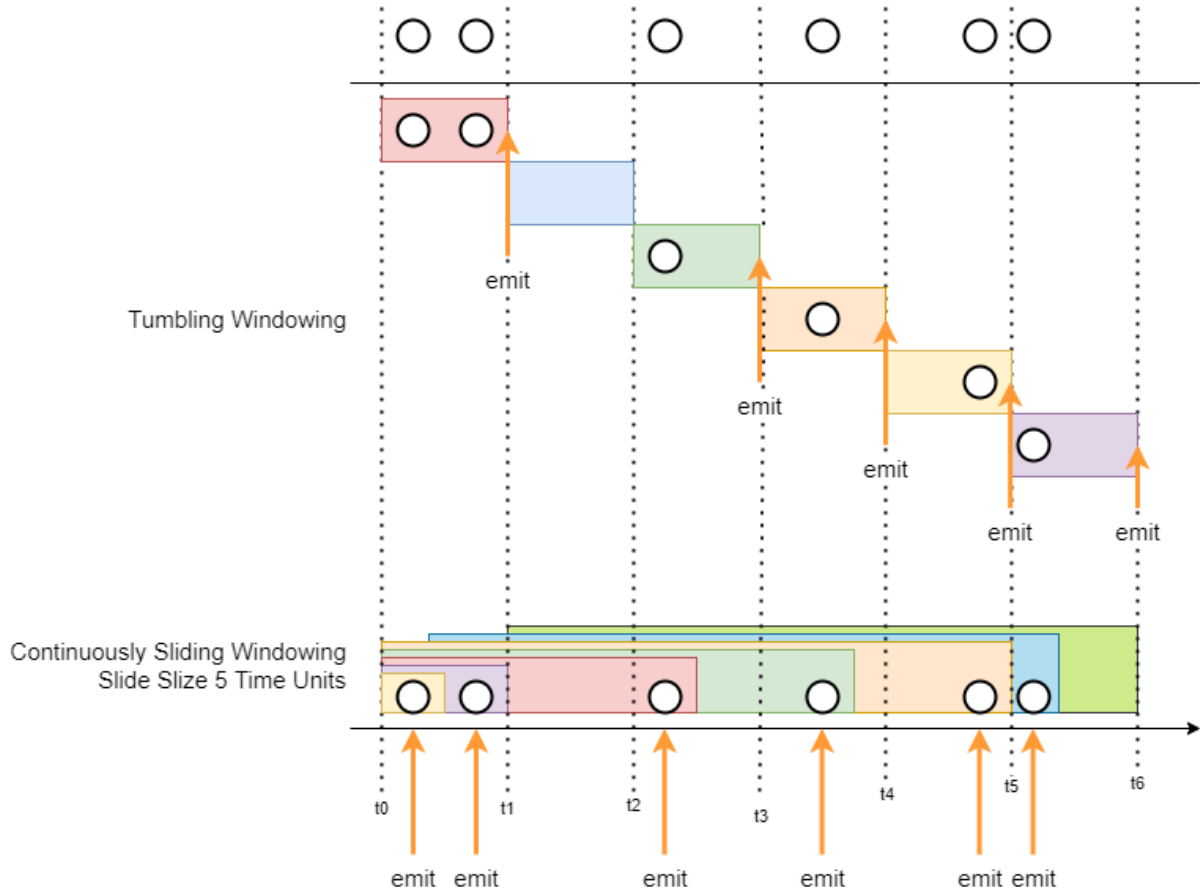 emit
Tumbling Windowing
emit
emit
emit
emit
Continuously Sliding Windowing
Slide Slize 5 Time Units
t0
t1
t2
t3
t4
t5
t6
emit
emit
emit
emit
emit
emit